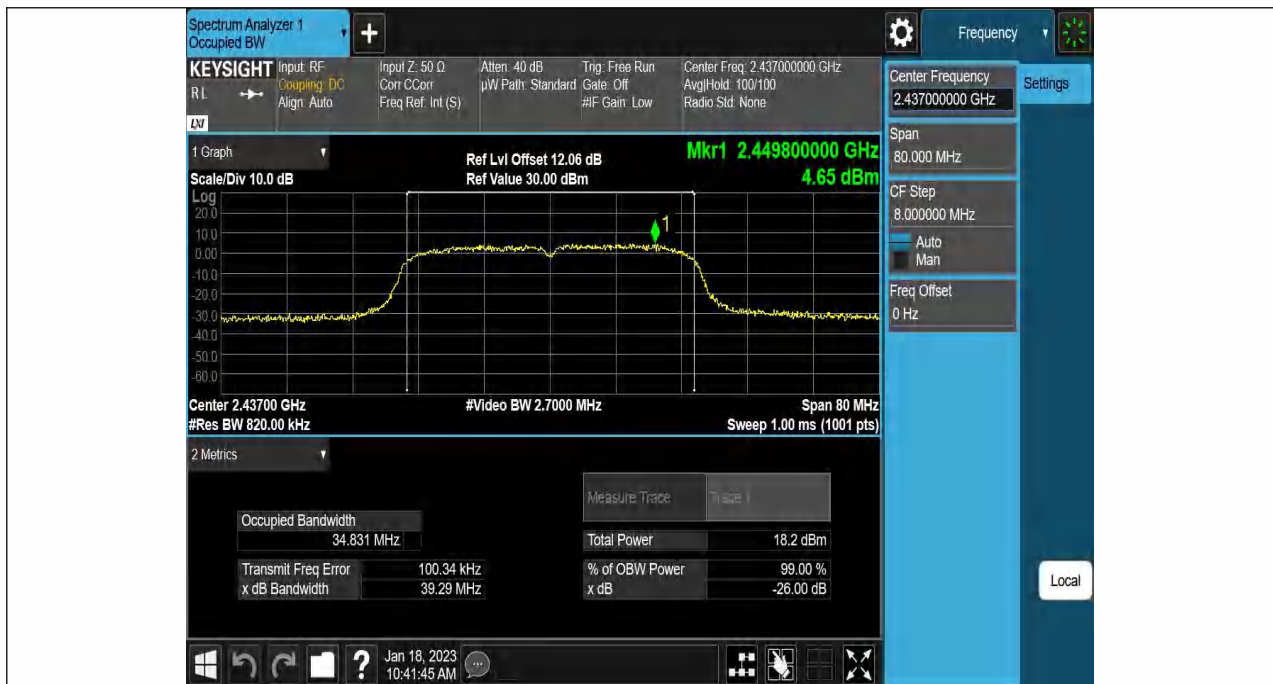 Spectrum Analyzer 1
Occupied BW
+
Frequency
KEYSIGHT
RL
LXI
Input: RF
Coupling: DC
Align: Auto
Input Z: 50 Ω
Corr CCorr
Freq Ref: Int (S)
Atten: 40 dB
µW Path: Standard
Trig: Free Run
Gate: Off
#IF Gain: Low
Center Freq: 2.437000000 GHz
Avg|Hold: 100/100
Radio Std: None
Center Frequency
2.437000000 GHz
Settings
Span
80.000 MHz
CF Step
8.000000 MHz
Auto
Man
Freq Offset
0 Hz
Local
1 Graph
Scale/Div 10.0 dB
Ref Lvl Offset 12.06 dB
Ref Value 30.00 dBm
Mkr1 2.449800000 GHz
4.65 dBm
Log
20.0
10.0
0.00
-10.0
-20.0
-30.0
-40.0
-50.0
-60.0
1
Center 2.43700 GHz
#Res BW 820.00 kHz
#Video BW 2.7000 MHz
Span 80 MHz
Sweep 1.00 ms (1001 pts)
2 Metrics
Measure Trace Trace 1
Occupied Bandwidth
34.831 MHz
Total Power 18.2 dBm
Transmit Freq Error 100.34 kHz
% of OBW Power 99.00 %
x dB Bandwidth 39.29 MHz
x dB -26.00 dB
?
Jan 18, 2023
10:41:45 AM